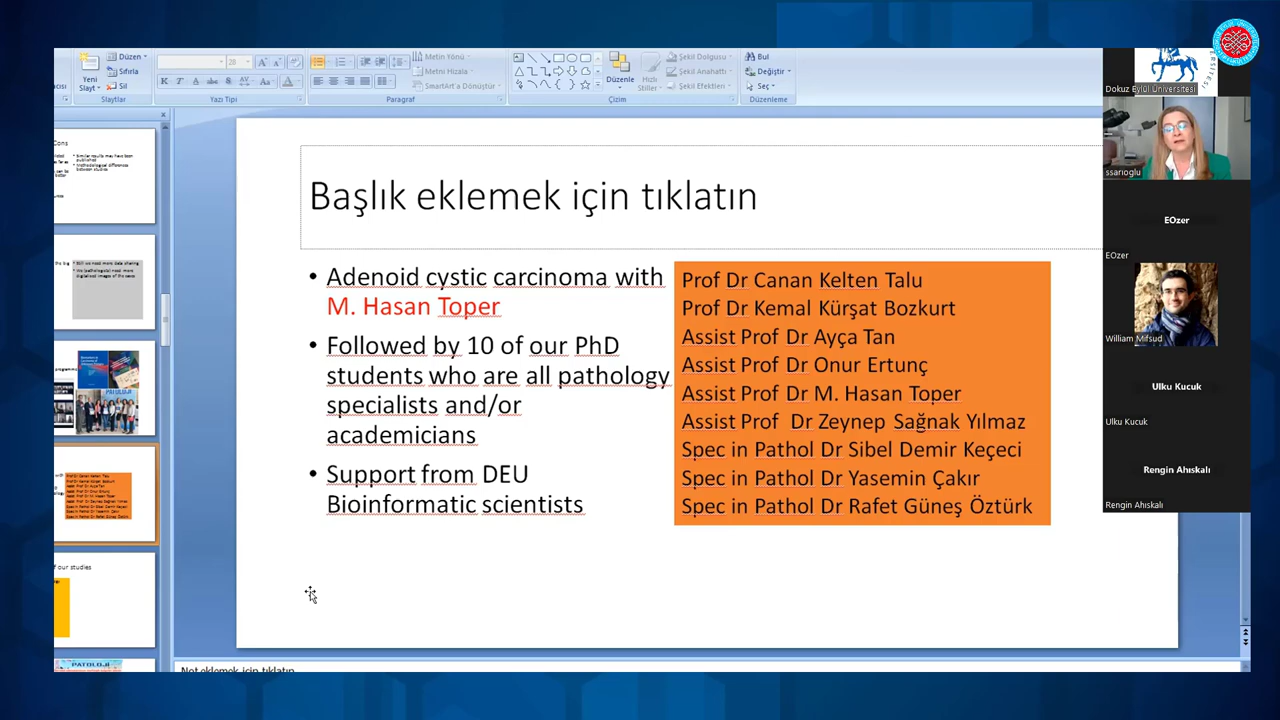 Düzen
Sıfırla
Sil
Yeni
Slayt
Slaytlar
28
Yazı Tipi
Metin Yönü
Metni Hizala
SmartArt'a Dönüştür
Paragraf
Düzenle
Hızlı
Stiller
Şekil Dolgusu
Şekil Anahattı
Şekil Efektleri
Çizim
Bul
Değiştir
Seç
Düzenleme
Başlık eklemek için tıklatın
• Adenoid cystic carcinoma with
M. Hasan Toper
• Followed by 10 of our PhD
students who are all pathology
specialists and/or
academicians
• Support from DEU
Bioinformatic scientists
Prof Dr Canan Kelten Talu
Prof Dr Kemal Kürşat Bozkurt
Assist Prof Dr Ayça Tan
Assist Prof Dr Onur Ertunç
Assist Prof Dr M. Hasan Toper
Assist Prof Dr Zeynep Sağnak Yılmaz
Spec in Pathol Dr Sibel Demir Keçeci
Spec in Pathol Dr Yasemin Çakır
Spec in Pathol Dr Rafet Güneş Öztürk
Not eklemek için tıklatın
Dokuz Eylül Üniversitesi
ssarioglu
EOzer
EOzer
William Mifsud
Ulku Kucuk
Ulku Kucuk
Rengin Ahıskalı
Rengin Ahıskalı